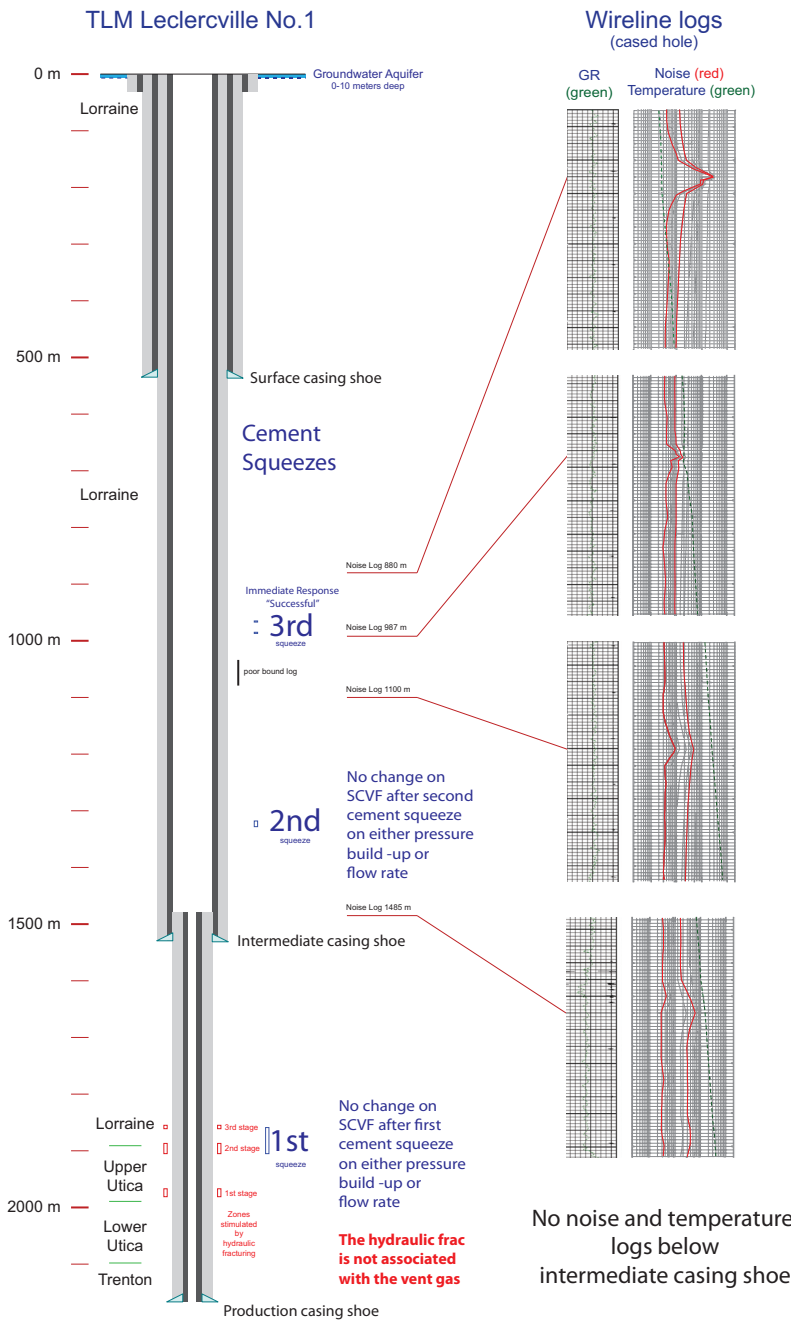 TLM Leclercville No.1
Wireline logs
(cased hole)
GR
(green)
Noise (red)
Temperature (green)
0 m
Groundwater Aquifer
0-10 meters deep
Lorraine
500 m
Surface casing shoe
Cement
Squeezes
Lorraine
Noise Log 880 m
Immediate Response
"Successful"
3rd
squeeze
Noise Log 987 m
1000 m
poor bound log
Noise Log 1100 m
No change on
SCVF after second
cement squeeze
on either pressure
build -up or
flow rate
2nd
squeeze
Noise Log 1485 m
1500 m
Intermediate casing shoe
No change on
SCVF after first
cement squeeze
on either pressure
build -up or
flow rate
Lorraine
3rd stage
2nd stage
1st
squeeze
Upper
Utica
1st stage
2000 m
Lower
Utica
Zones
stimulated
by
hydraulic
fracturing
The hydraulic frac
is not associated
with the vent gas
Trenton
Production casing shoe
No noise and temperature
logs below
intermediate casing shoe